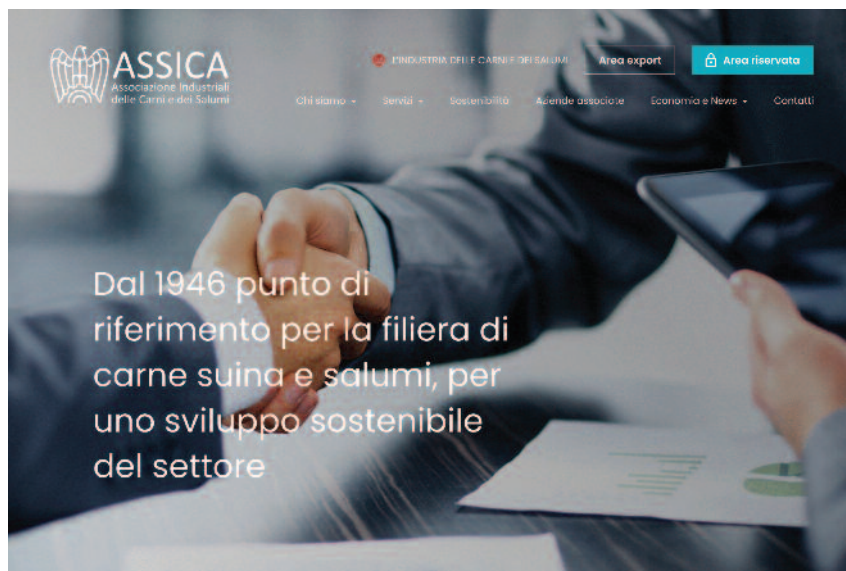 ASSICA
Associazione Industriali
delle Carni e dei Salumi
L'INDUSTRIA DELLE CARNI E DEI SALUMI
Area export
Area riservata
Chi siamo
Servizi
Sostenibilità
Aziende associate
Economia e News
Contatti
Dal 1946 punto di
riferimento per la filiera di
carne suina e salumi, per
uno sviluppo sostenibile
del settore